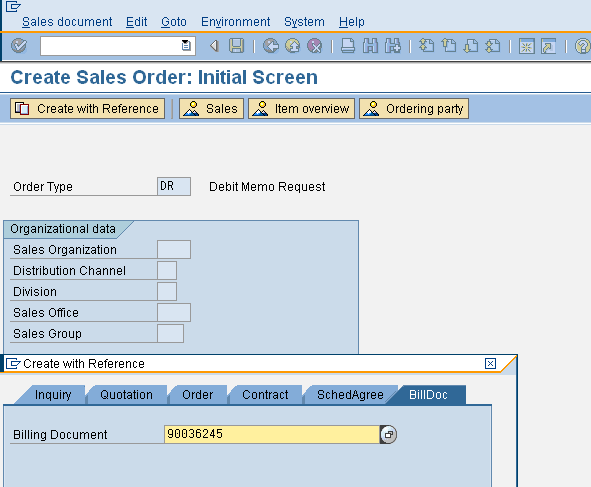 Sales document Edit Goto Environment System Help
Create Sales Order: Initial Screen
Create with Reference Sales Item overview Ordering party
Order Type DR Debit Memo Request
Organizational data
Sales Organization
Distribution Channel
Division
Sales Office
Sales Group
Create with Reference
Inquiry Quotation Order Contract SchedAgree BillDoc
Billing Document 90036245